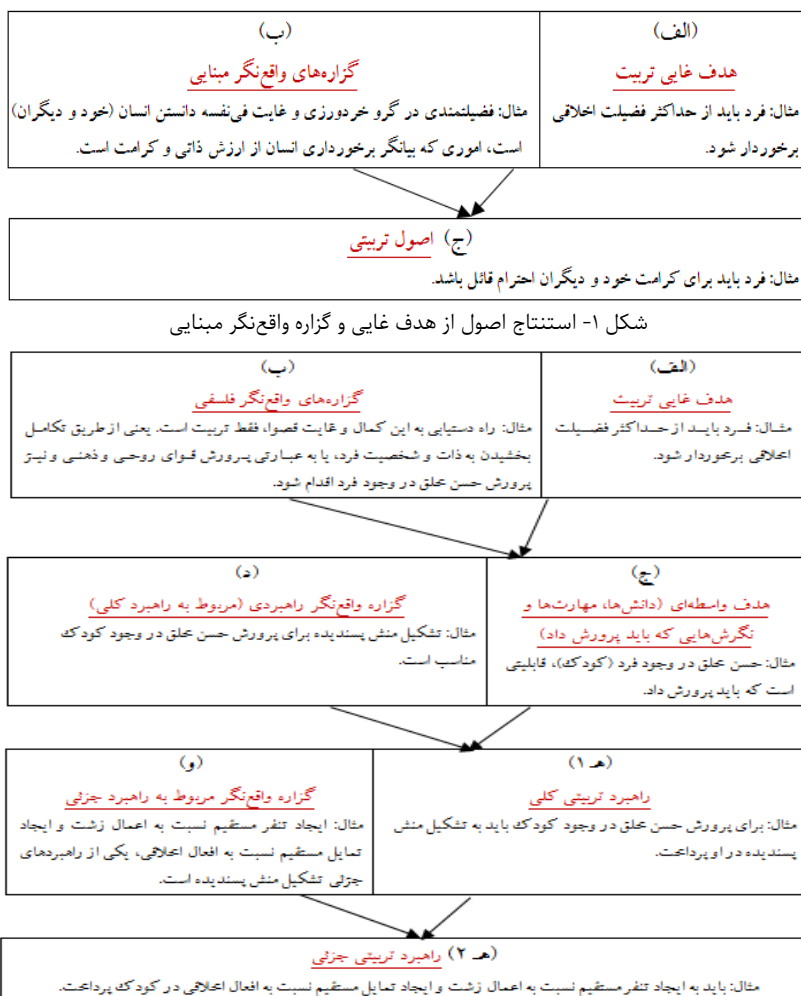 (الف)
هدف غایی تربیت
مثال: فرد باید از حداکثر فضیلت اخلاقی
برخوردار شود.
(ب)
گزاره‌های واقع‌نگر مبنایی
مثال: فضیلتمندی در گرو خردورزی و غایت فی‌نفسه دانستن انسان (خود و دیگران)
است، اموری که بیانگر برخورداری انسان از ارزش ذاتی و کرامت است.
(ج) اصول تربیتی
مثال: فرد باید برای کرامت خود و دیگران احترام قائل باشد.
شکل ۱- استنتاج اصول از هدف غایی و گزاره واقع‌نگر مبنایی
(الف)
هدف غایی تربیت
مثال: فرد باید از حداکثر فضیلت
اخلاقی برخوردار شود.
(ب)
گزاره‌های واقع‌نگر فلسفی
مثال: راه دستیابی به این کمال و غایت قصوا، فقط تربیت است. یعنی از طریق تکامل
بخشیدن به ذات و شخصیت فرد، یا به عبارتی پرورش قوای روحی و ذهنی و نیز
پرورش حسن خلق در وجود فرد اقدام شود.
(ج)
هدف واسطه‌ای (دانش‌ها، مهارت‌ها و
نگرش‌هایی که باید پرورش داد)
مثال: حسن خلق در وجود فرد (کودک)، قابلیتی
است که باید پرورش داد.
(د)
گزاره واقع‌نگر راهبردی (مربوط به راهبرد کلی)
مثال: تشکیل منش پسندیده برای پرورش حسن خلق در وجود کودک
مناسب است.
(هـ ۱)
راهبرد تربیتی کلی
مثال: برای پرورش حسن خلق در وجود کودک باید به تشکیل منش
پسندیده در او پرداخت.
(و)
گزاره واقع‌نگر مربوط به راهبرد جزئی
مثال: ایجاد تنفر مستقیم نسبت به اعمال زشت و ایجاد
تمایل مستقیم نسبت به افعال اخلاقی، یکی از راهبردهای
جزئی تشکیل منش پسندیده است.
(هـ ۲) راهبرد تربیتی جزئی
مثال: باید به ایجاد تنفر مستقیم نسبت به اعمال زشت و ایجاد تمایل مستقیم نسبت به افعال اخلاقی در کودک پرداخت.